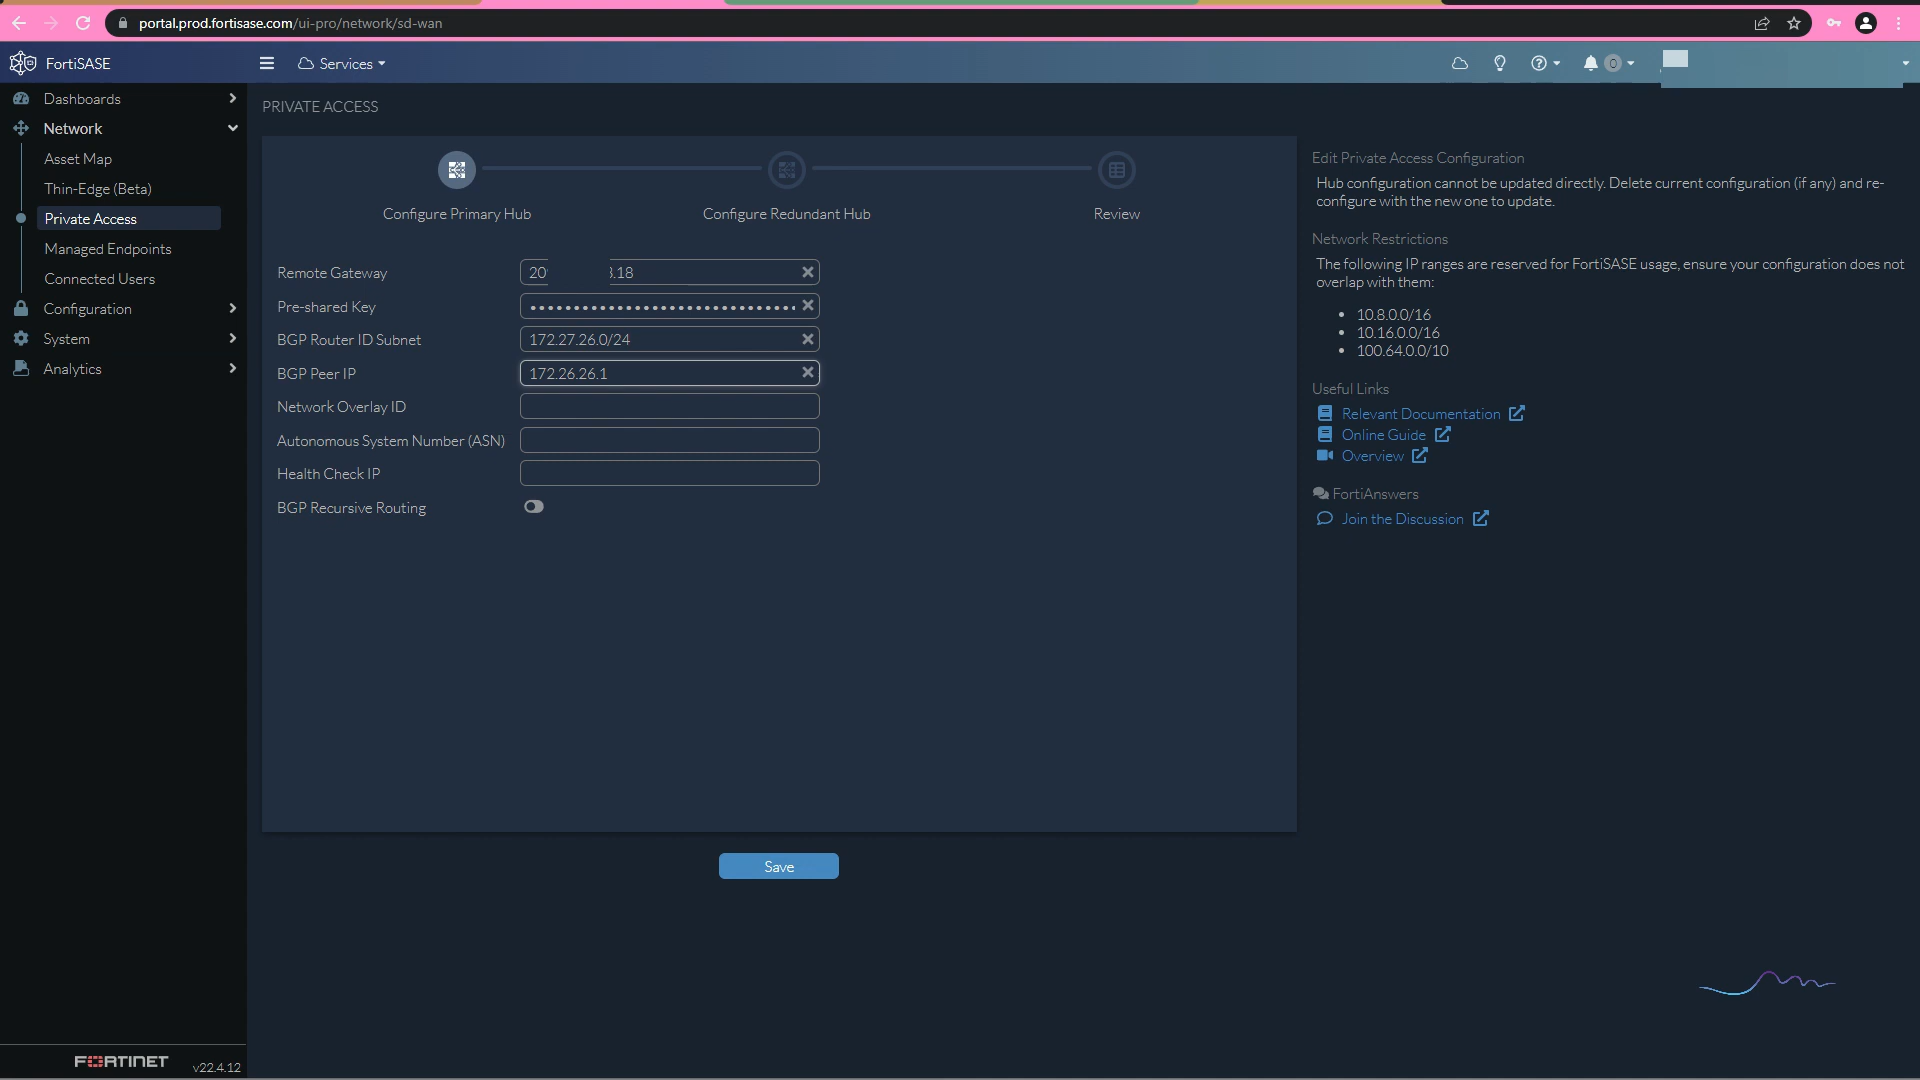 portal.prod.fortisase.com/ui-pro/network/sd-wan
FortiSASE
Services
0
Dashboards
Network
Asset Map
Thin-Edge (Beta)
Private Access
Managed Endpoints
Connected Users
Configuration
System
Analytics
PRIVATE ACCESS
Configure Primary Hub
Configure Redundant Hub
Review
Remote Gateway
.18
Pre-shared Key
BGP Router ID Subnet
172.27.26.0/24
BGP Peer IP
172.26.26.1
Network Overlay ID
Autonomous System Number (ASN)
Health Check IP
BGP Recursive Routing
Save
Edit Private Access Configuration
Hub configuration cannot be updated directly. Delete current configuration (if any) and re-
configure with the new one to update.
Network Restrictions
The following IP ranges are reserved for FortiSASE usage, ensure your configuration does not
overlap with them:
• 10.8.0.0/16
• 10.16.0.0/16
• 100.64.0.0/10
Useful Links
Relevant Documentation
Online Guide
Overview
FortiAnswers
Join the Discussion
FORTINET
v22.4.12